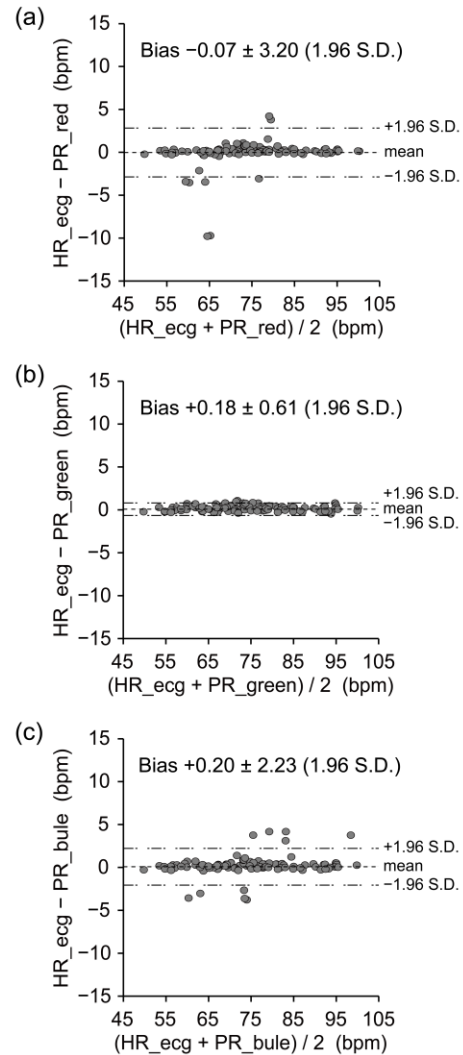 (a)
Bias −0.07 ± 3.20 (1.96 S.D.)
HR_ecg − PR_red (bpm)
15
10
5
0
−5
−10
−15
+1.96 S.D.
mean
−1.96 S.D.
45 55 65 75 85 95 105
(HR_ecg + PR_red) / 2 (bpm)
(b)
Bias +0.18 ± 0.61 (1.96 S.D.)
HR_ecg − PR_green (bpm)
15
10
5
0
−5
−10
−15
+1.96 S.D.
mean
−1.96 S.D.
45 55 65 75 85 95 105
(HR_ecg + PR_green) / 2 (bpm)
(c)
Bias +0.20 ± 2.23 (1.96 S.D.)
HR_ecg − PR_bule (bpm)
15
10
5
0
−5
−10
−15
+1.96 S.D.
mean
−1.96 S.D.
45 55 65 75 85 95 105
(HR_ecg + PR_bule) / 2 (bpm)